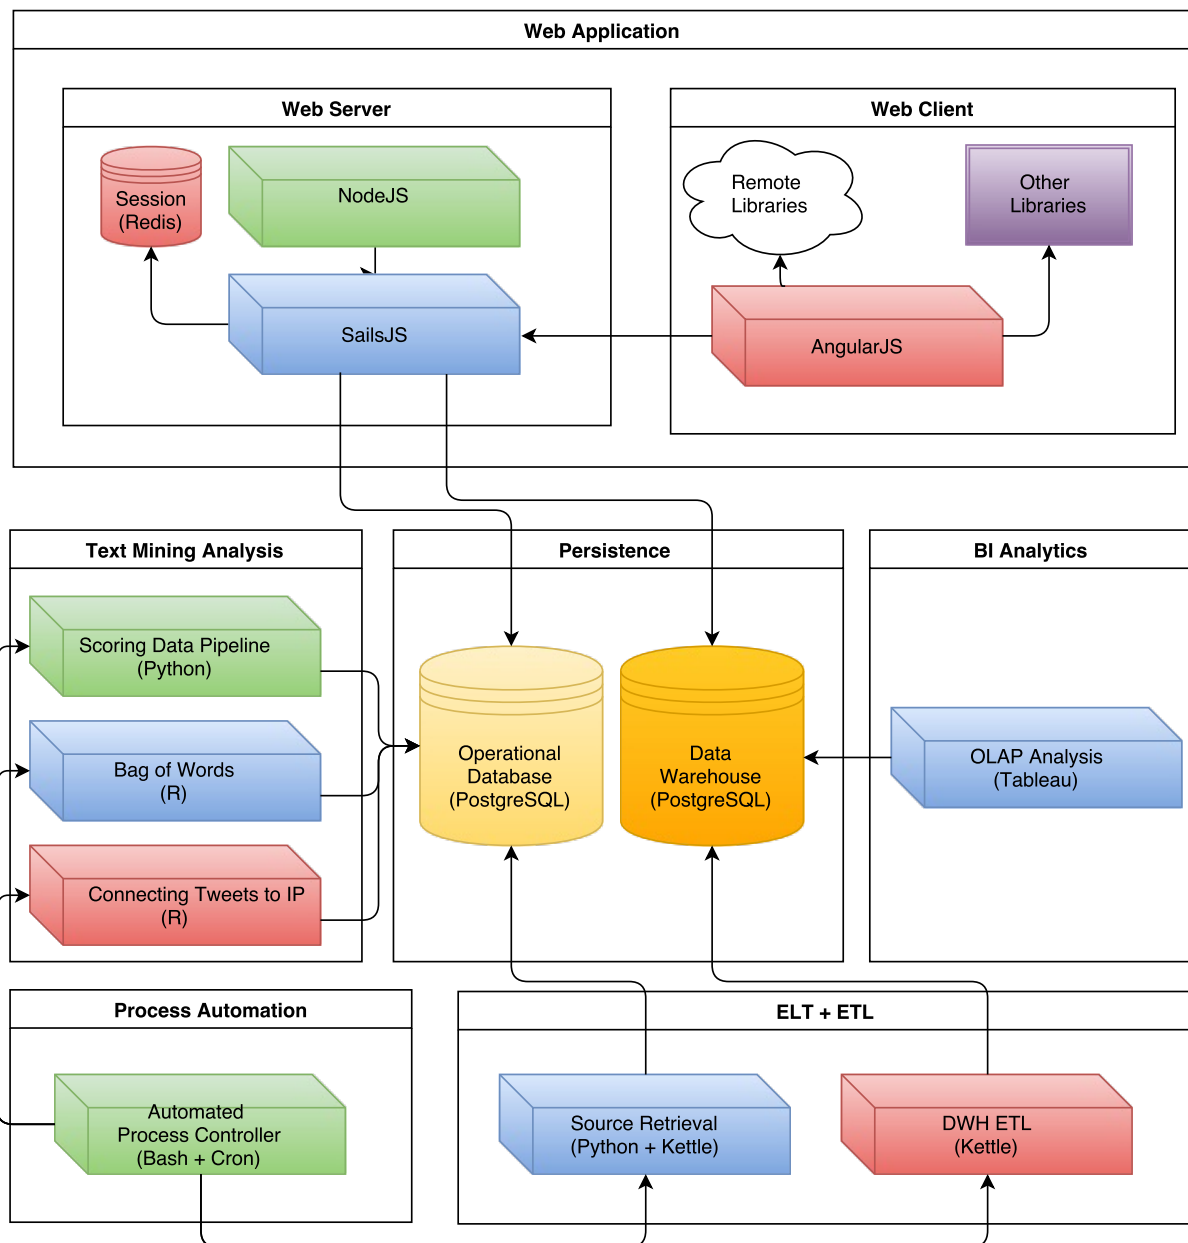 Web Application
Web Server
Web Client
Session
(Redis)
NodeJS
Remote
Libraries
Other
Libraries
SailsJS
AngularJS
Text Mining Analysis
Persistence
BI Analytics
Scoring Data Pipeline
(Python)
Bag of Words
(R)
Connecting Tweets to IP
(R)
Operational
Database
(PostgreSQL)
Data
Warehouse
(PostgreSQL)
OLAP Analysis
(Tableau)
Process Automation
ELT + ETL
Automated
Process Controller
(Bash + Cron)
Source Retrieval
(Python + Kettle)
DWH ETL
(Kettle)